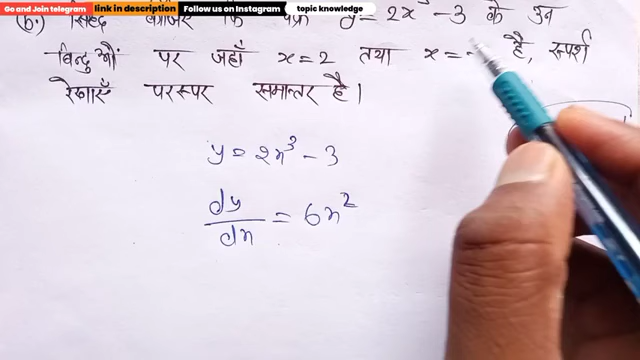 Go and Join telegram link in description Follow us on Instagram topic knowledge
(b.) सिद्ध कीजिए कि वक्र y = 2x³ - 3 के उन
बिन्दुओं पर जहाँ x = 2 तथा x = - है, स्पर्श
रेखाएँ परस्पर समान्तर है।
y = 2x³ - 3
dy/dx = 6x²